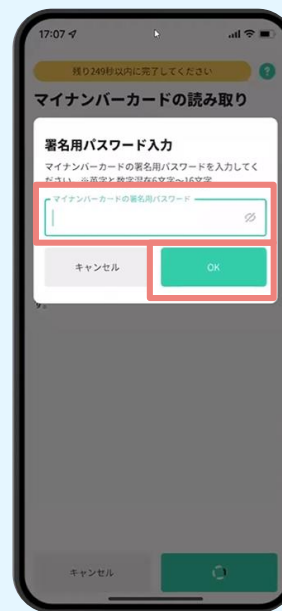 17:07
残り249秒以内に完了してください
?
マイナンバーカードの読み取り
署名用パスワード入力
マイナンバーカードの署名用パスワードを入力してく
ださい。※英字と数字混在6文字～16文字
マイナンバーカードの署名用パスワード
キャンセル
OK
す。
キャンセル